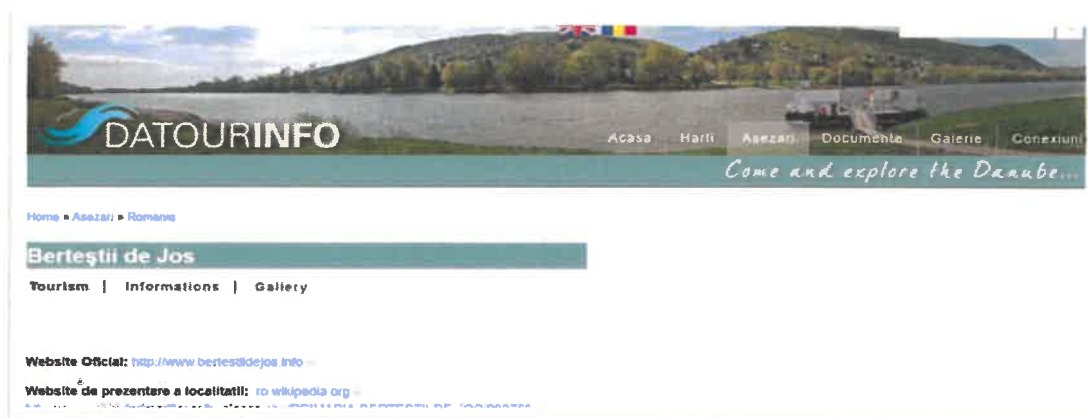 DATOURINFO
Acasa Harti Asezari Documente Galerie Conexiuni
Come and explore the Danube...
Home » Asezari » Romania
Berteştii de Jos
Tourism | Informations | Gallery
Website Oficial: http://www.bertestiidejos.info
Website de prezentare a localitatii: ro.wikipedia.org